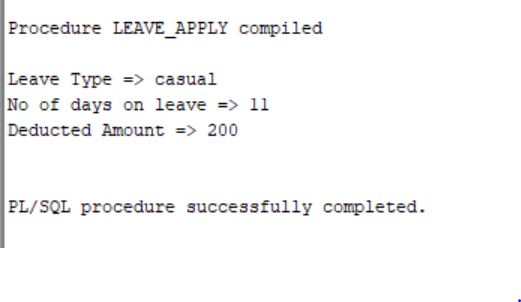 Procedure LEAVE_APPLY compiled
Leave Type => casual
No of days on leave => 11
Deducted Amount => 200
PL/SQL procedure successfully completed.